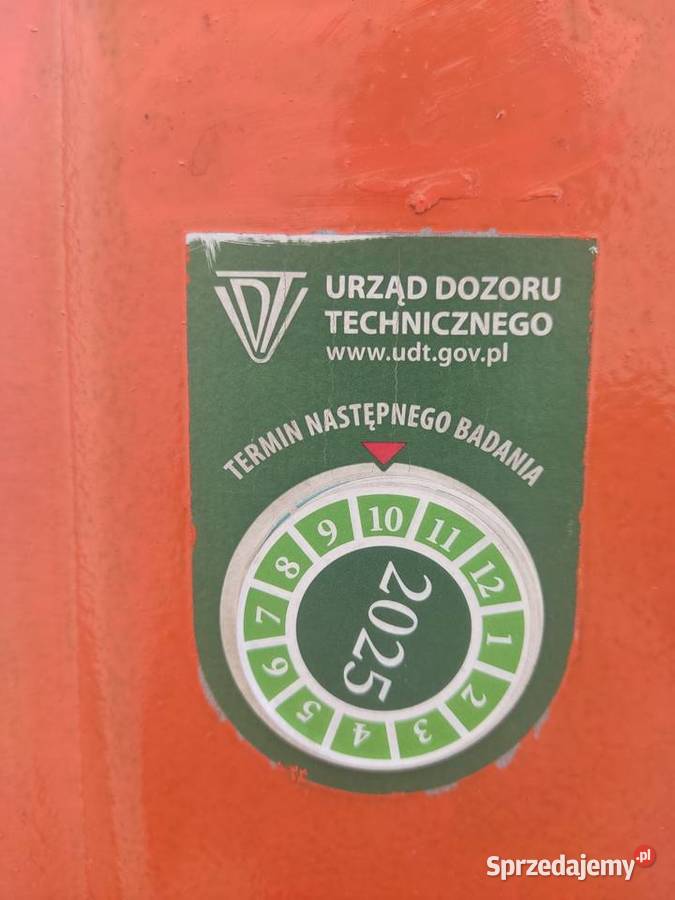 UDT
URZĄD DOZORU
TECHNICZNEGO
www.udt.gov.pl
TERMIN NASTĘPNEGO BADANIA
1 2 3 4 5 6 7 8 9 10 11 12
2025
Sprzedajemy.pl